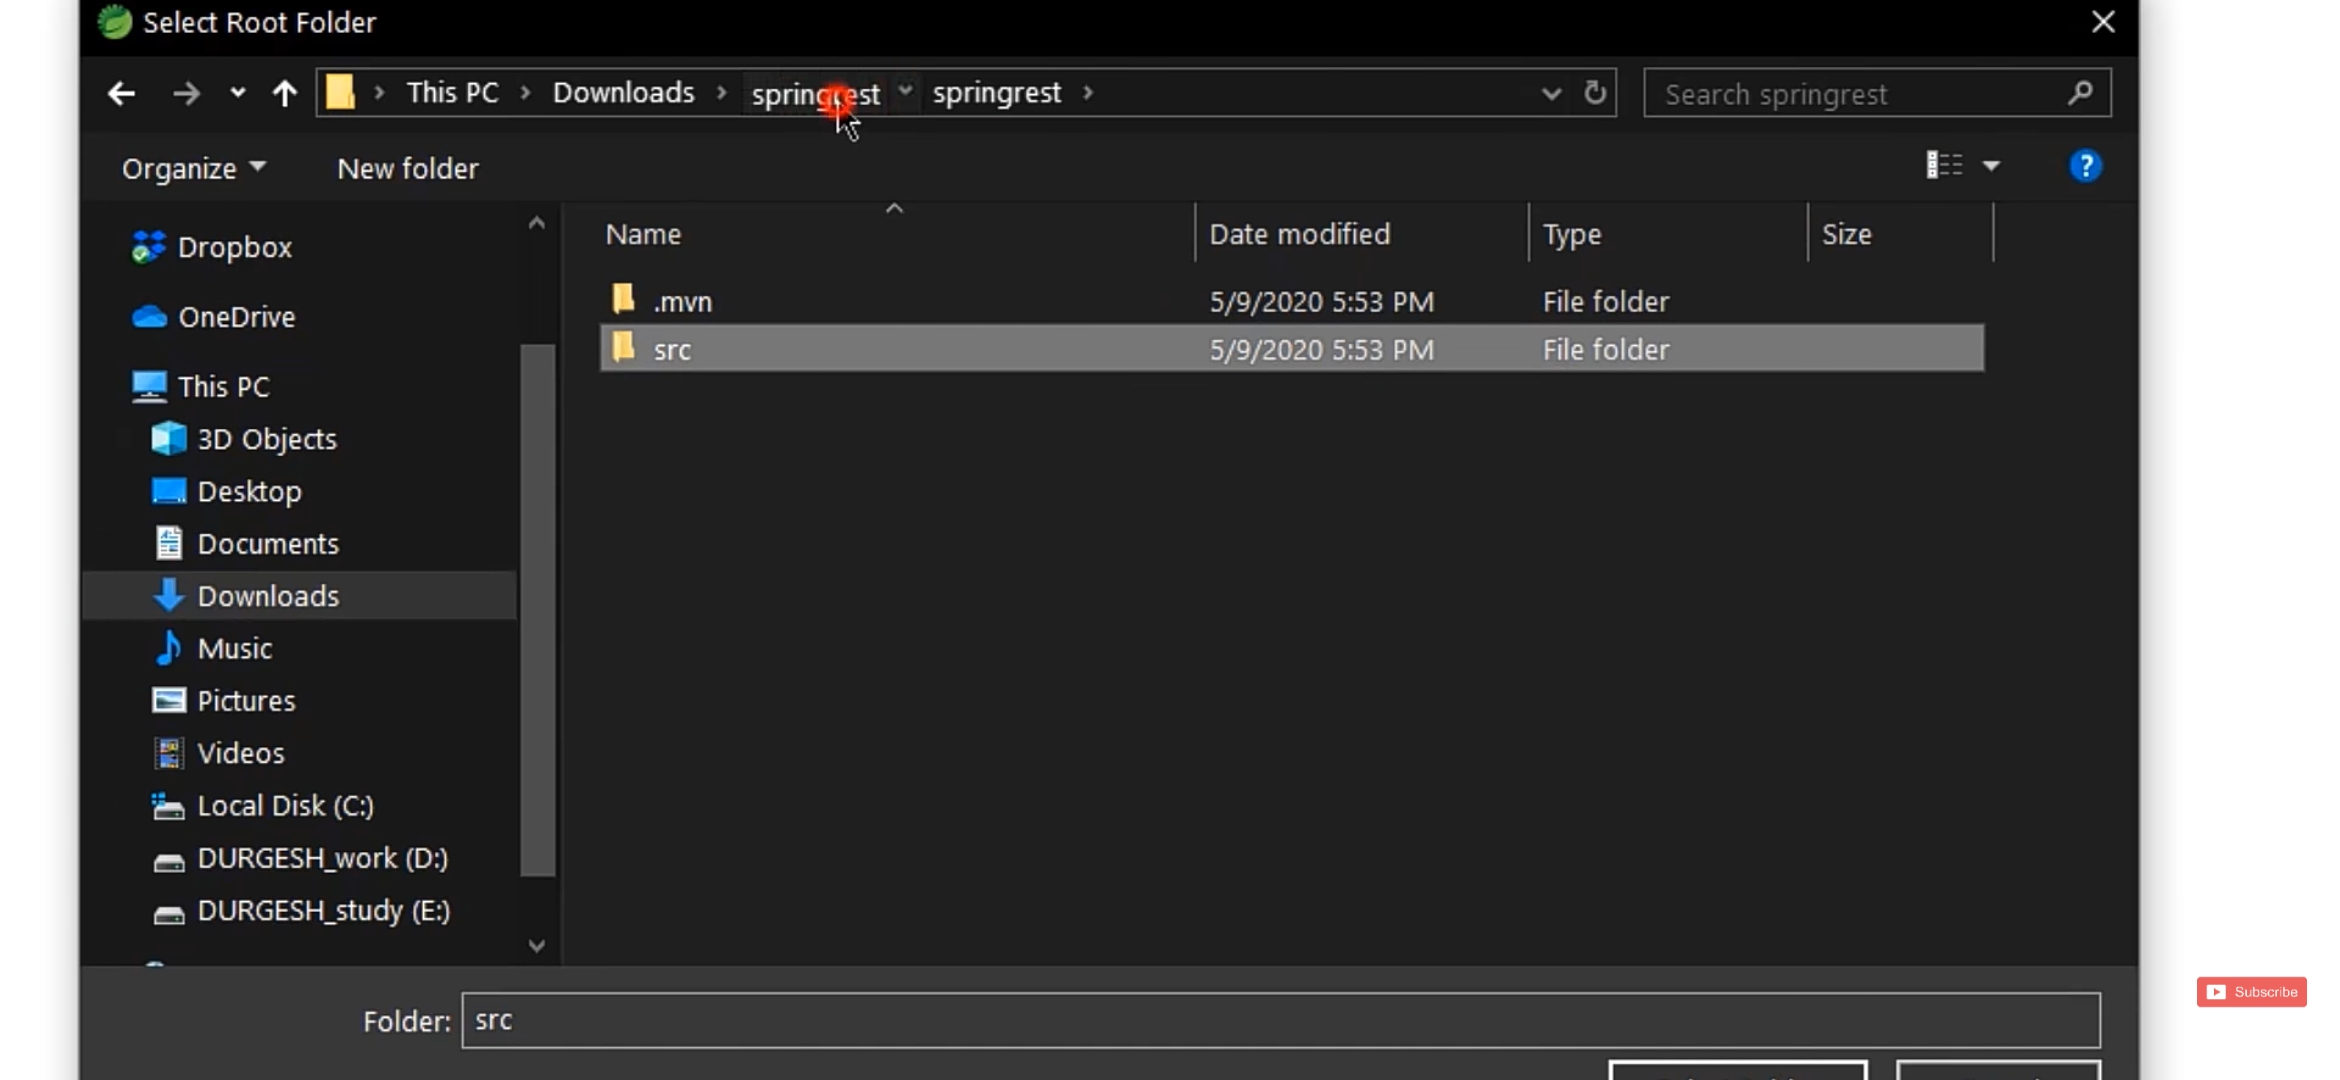 Select Root Folder
This PC > Downloads > springrest springrest >
Search springrest
Organize
New folder
?
Name Date modified Type Size
Dropbox
OneDrive
This PC
3D Objects
Desktop
Documents
Downloads
Music
Pictures
Videos
Local Disk (C:)
DURGESH_work (D:)
DURGESH_study (E:)
.mvn 5/9/2020 5:53 PM File folder
src 5/9/2020 5:53 PM File folder
Folder: src
Subscribe